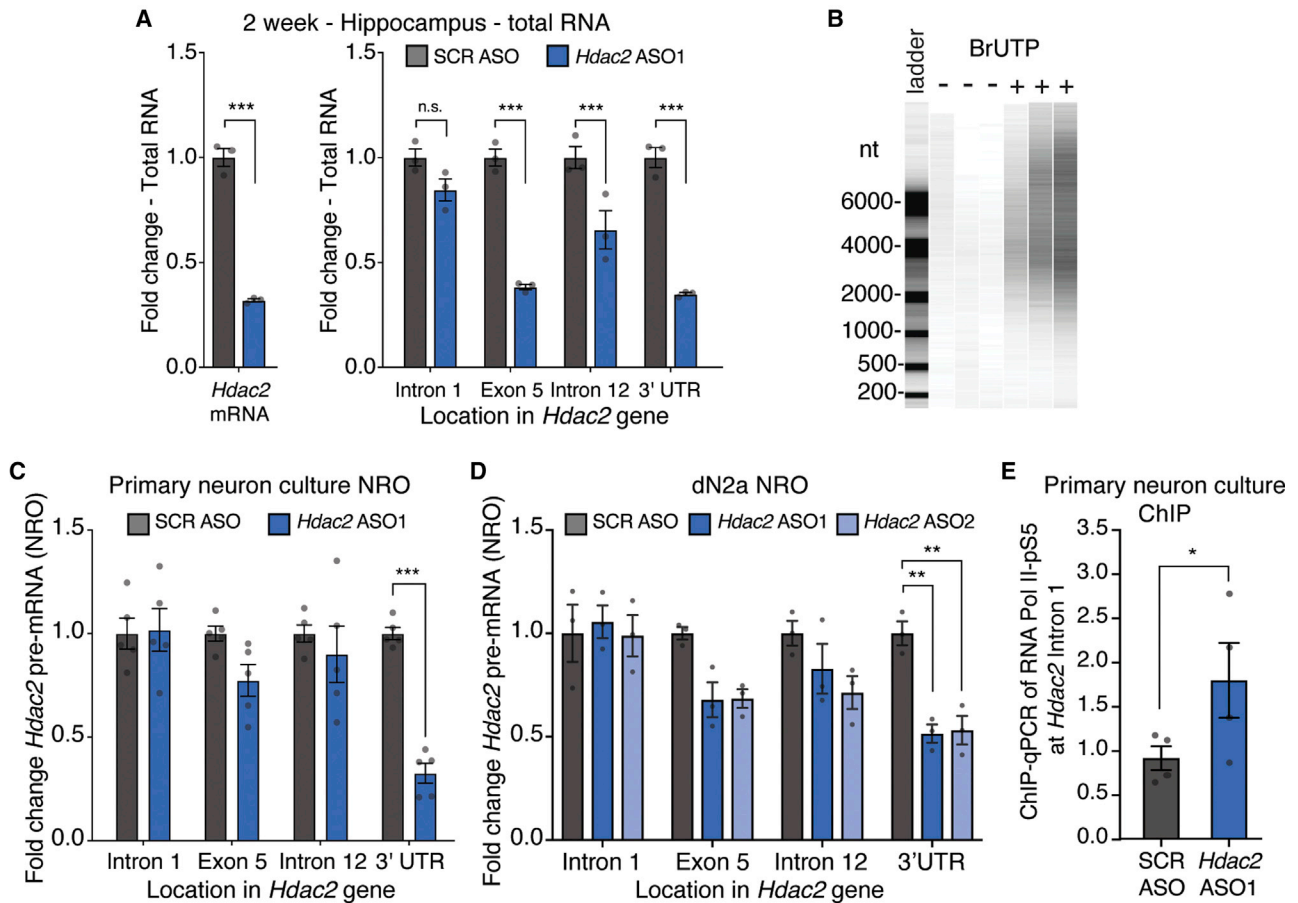 A
2 week - Hippocampus - total RNA
Fold change - Total RNA
1.5
1.0
0.5
0.0
***
Hdac2
mRNA
Fold change - Total RNA
1.5
1.0
0.5
0.0
SCR ASO
Hdac2 ASO1
n.s.
***
***
***
Intron 1
Exon 5
Intron 12
3' UTR
Location in Hdac2 gene
B
ladder
BrUTP
- - - + + +
nt
6000-
4000-
2000-
1000-
500-
200-
C
Primary neuron culture NRO
SCR ASO
Hdac2 ASO1
Fold change Hdac2 pre-mRNA (NRO)
1.5
1.0
0.5
0.0
***
Intron 1
Exon 5
Intron 12
3' UTR
Location in Hdac2 gene
D
dN2a NRO
SCR ASO
Hdac2 ASO1
Hdac2 ASO2
Fold change Hdac2 pre-mRNA (NRO)
1.5
1.0
0.5
0.0
**
**
Intron 1
Exon 5
Intron 12
3'UTR
Location in Hdac2 gene
E
Primary neuron culture
ChIP
ChIP-qPCR of RNA Pol II-pS5
at Hdac2 Intron 1
3.5
3.0
2.5
2.0
1.5
1.0
0.5
0.0
*
SCR
ASO
Hdac2
ASO1